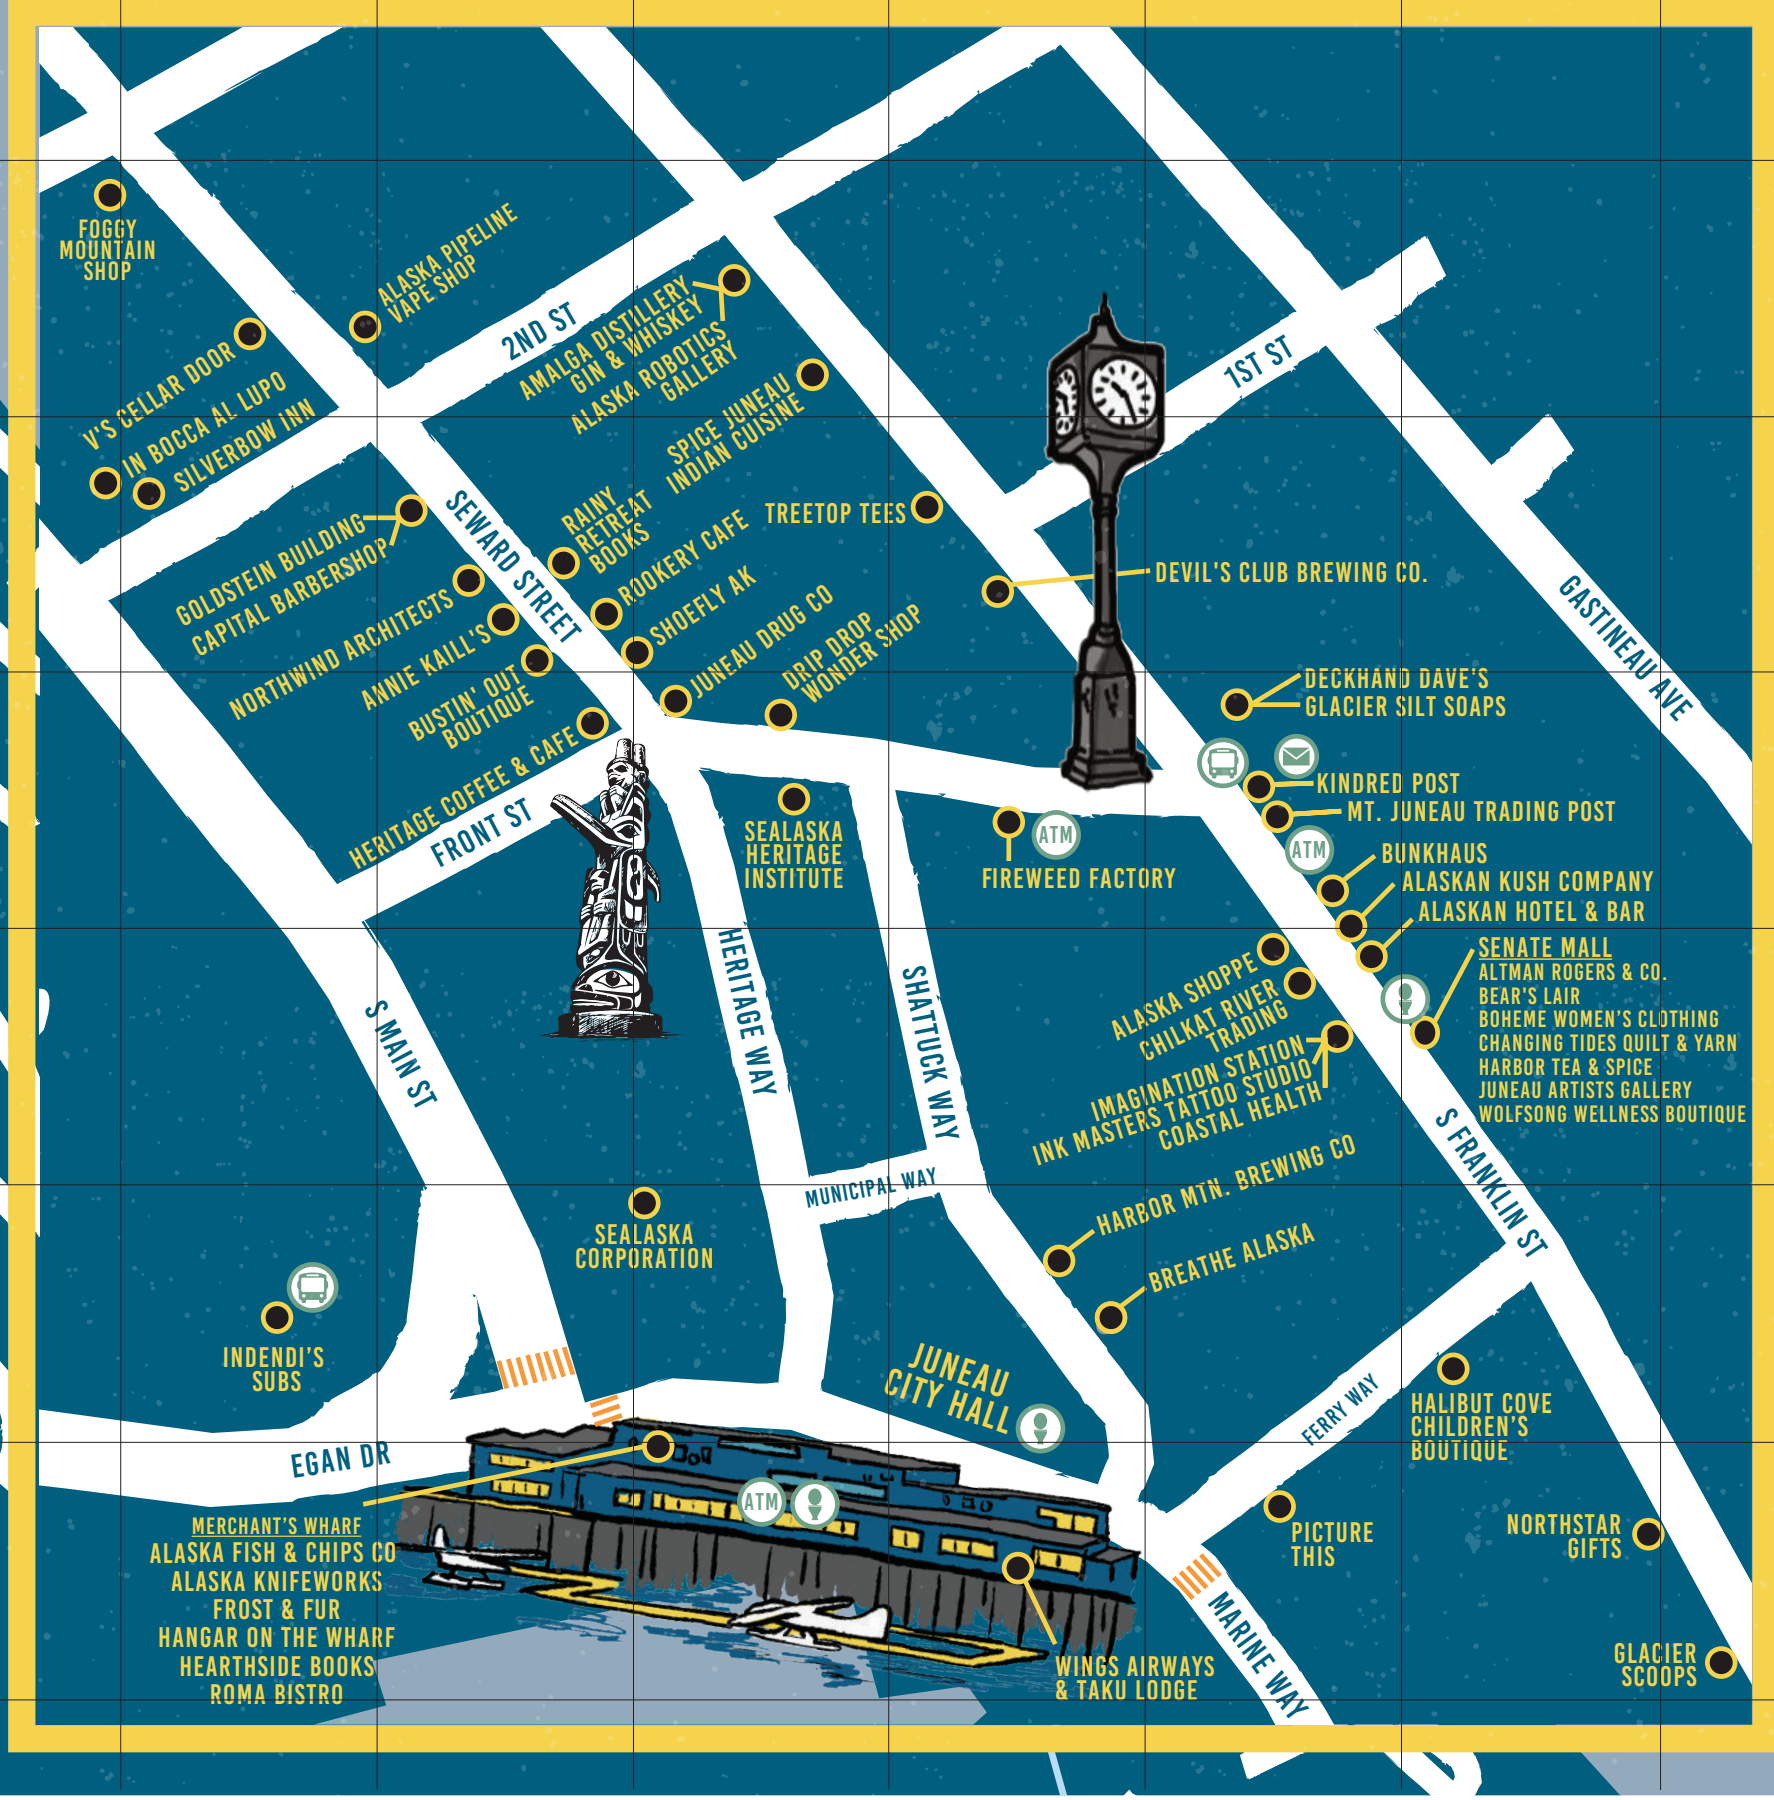 FOGGY
MOUNTAIN
SHOP
ALASKA PIPELINE
VAPE SHOP
2ND ST
V'S CELLAR DOOR
IN BOCCA AL LUPO
SILVERBOW INN
AMALGA DISTILLERY
GIN & WHISKEY
ALASKA ROBOTICS
GALLERY
SPICE JUNEAU
INDIAN CUISINE
1ST ST
TREETOP TEES
RAINY
RETREAT
BOOKS
ROOKERY CAFE
SHOEFLY AK
JUNEAU DRUG CO
DRIP DROP
WONDER SHOP
SEWARD STREET
GOLDSTEIN BUILDING
CAPITAL BARBERSHOP
NORTHWIND ARCHITECTS
ANNIE KAILL'S
BUSTIN' OUT
BOUTIQUE
HERITAGE COFFEE & CAFE
FRONT ST
DEVIL'S CLUB BREWING CO.
GASTINEAU AVE
DECKHAND DAVE'S
GLACIER SILT SOAPS
KINDRED POST
MT. JUNEAU TRADING POST
ATM
BUNKHAUS
ALASKAN KUSH COMPANY
ALASKAN HOTEL & BAR
SEALASKA
HERITAGE
INSTITUTE
ATM
FIREWEED FACTORY
SENATE MALL
ALTMAN ROGERS & CO.
BEAR'S LAIR
BOHEME WOMEN'S CLOTHING
CHANGING TIDES QUILT & YARN
HARBOR TEA & SPICE
JUNEAU ARTISTS GALLERY
WOLFSONG WELLNESS BOUTIQUE
ALASKA SHOPPE
CHILKAT RIVER
TRADING
IMAGINATION STATION
INK MASTERS TATTOO STUDIO
COASTAL HEALTH
S MAIN ST
HERITAGE WAY
SHATTUCK WAY
S FRANKLIN ST
MUNICIPAL WAY
HARBOR MTN. BREWING CO
BREATHE ALASKA
SEALASKA
CORPORATION
INDENDI'S
SUBS
JUNEAU
CITY HALL
FERRY WAY
HALIBUT COVE
CHILDREN'S
BOUTIQUE
EGAN DR
ATM
PICTURE
THIS
NORTHSTAR
GIFTS
MERCHANT'S WHARF
ALASKA FISH & CHIPS CO
ALASKA KNIFEWORKS
FROST & FUR
HANGAR ON THE WHARF
HEARTHSIDE BOOKS
ROMA BISTRO
WINGS AIRWAYS
& TAKU LODGE
MARINE WAY
GLACIER
SCOOPS